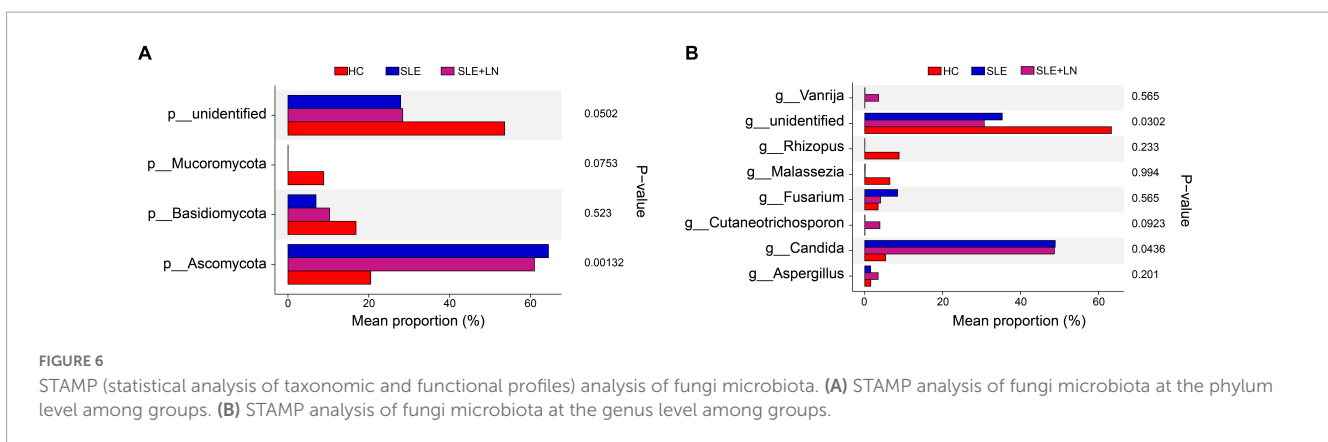 A
HC SLE SLE+LN
p__unidentified 0.0502
p__Mucoromycota 0.0753
p__Basidiomycota 0.523
p__Ascomycota 0.00132
P-value
0 20 40 60
Mean proportion (%)
B
HC SLE SLE+LN
g__Vanrija 0.565
g__unidentified 0.0302
g__Rhizopus 0.233
g__Malassezia 0.994
g__Fusarium 0.565
g__Cutaneotrichosporon 0.0923
g__Candida 0.0436
g__Aspergillus 0.201
P-value
0 20 40 60
Mean proportion (%)
FIGURE 6
STAMP (statistical analysis of taxonomic and functional profiles) analysis of fungi microbiota. (A) STAMP analysis of fungi microbiota at the phylum
level among groups. (B) STAMP analysis of fungi microbiota at the genus level among groups.